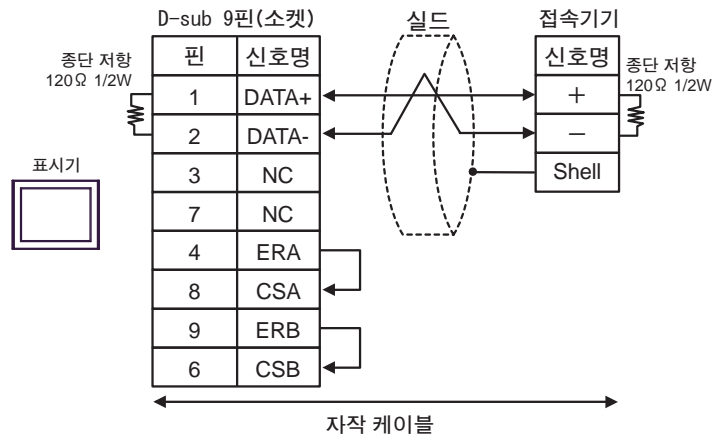 D-sub 9핀(소켓)
실드
접속기기
핀 신호명
신호명
종단 저항
120Ω 1/2W
종단 저항
120Ω 1/2W
1 DATA+
+
2 DATA-
−
3 NC
Shell
표시기
7 NC
4 ERA
8 CSA
9 ERB
6 CSB
자작 케이블